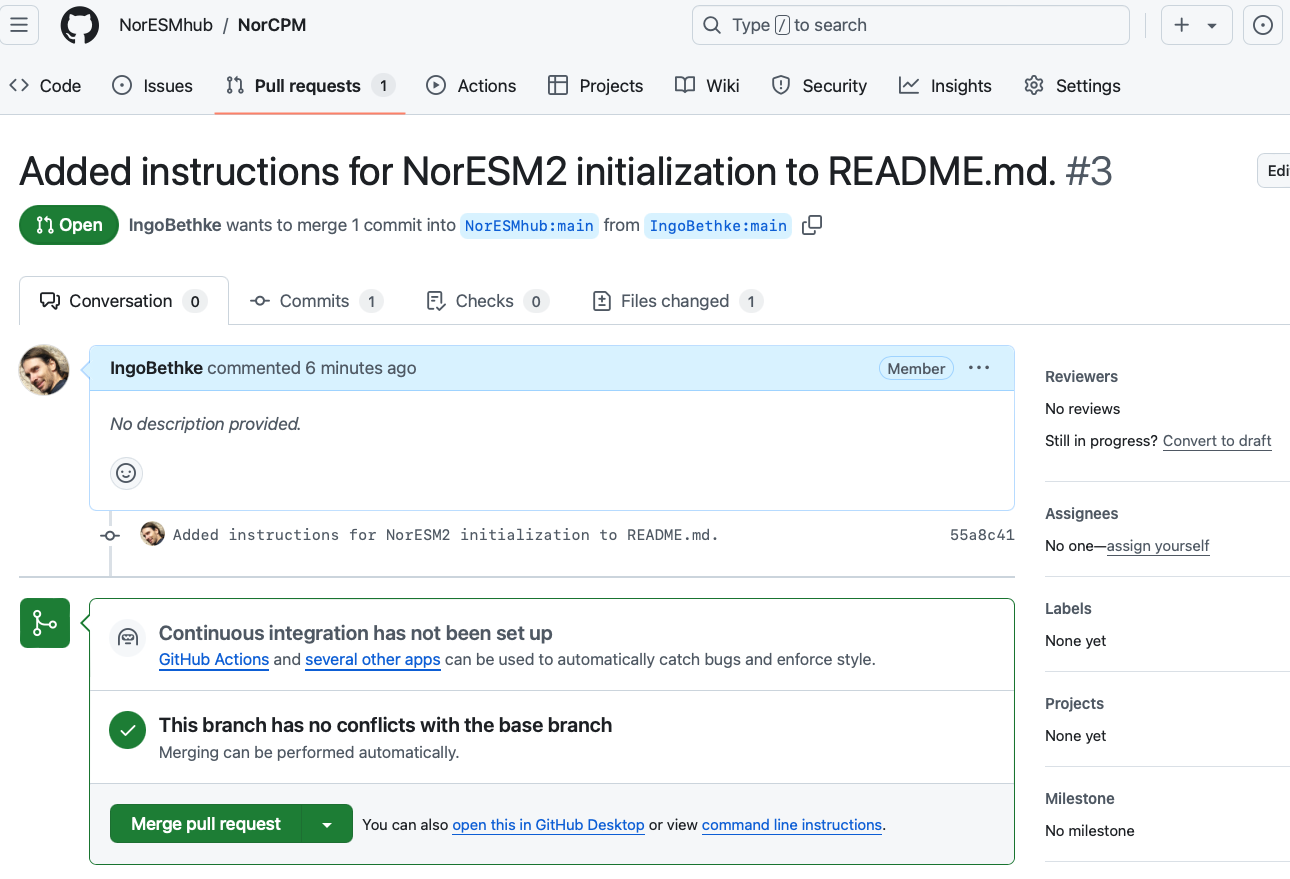 NorESMhub / NorCPM
Type / to search
Code Issues Pull requests 1 Actions Projects Wiki Security Insights Settings
Added instructions for NorESM2 initialization to README.md. #3
Edi
Open IngoBethke wants to merge 1 commit into NorESMhub:main from IngoBethke:main
Conversation 0 Commits 1 Checks 0 Files changed 1
IngoBethke commented 6 minutes ago Member ...
No description provided.
Added instructions for NorESM2 initialization to README.md. 55a8c41
Continuous integration has not been set up
GitHub Actions and several other apps can be used to automatically catch bugs and enforce style.
This branch has no conflicts with the base branch
Merging can be performed automatically.
Merge pull request You can also open this in GitHub Desktop or view command line instructions.
Reviewers
No reviews
Still in progress? Convert to draft
Assignees
No one—assign yourself
Labels
None yet
Projects
None yet
Milestone
No milestone